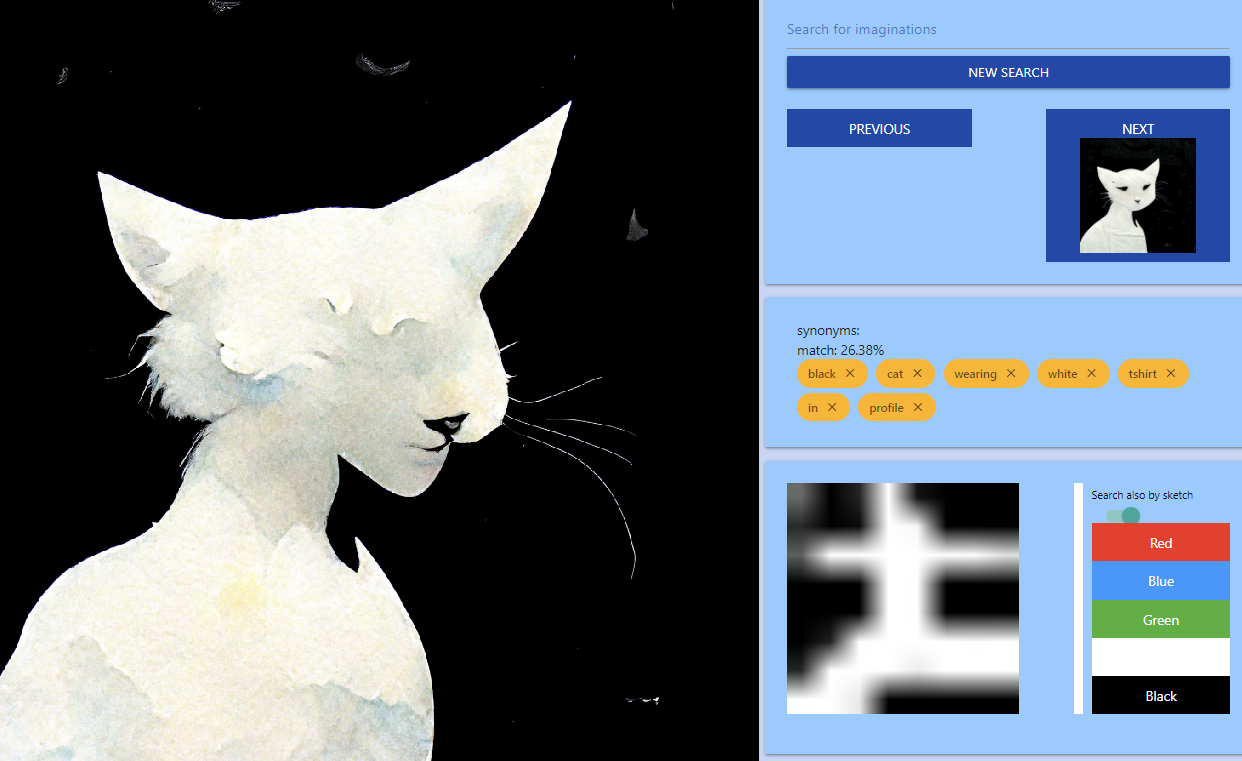 Search for imaginations
NEW SEARCH
PREVIOUS
NEXT
synonyms:
match: 26.38%
black × cat × wearing × white × tshirt ×
in × profile ×
Search also by sketch
Red
Blue
Green
Black